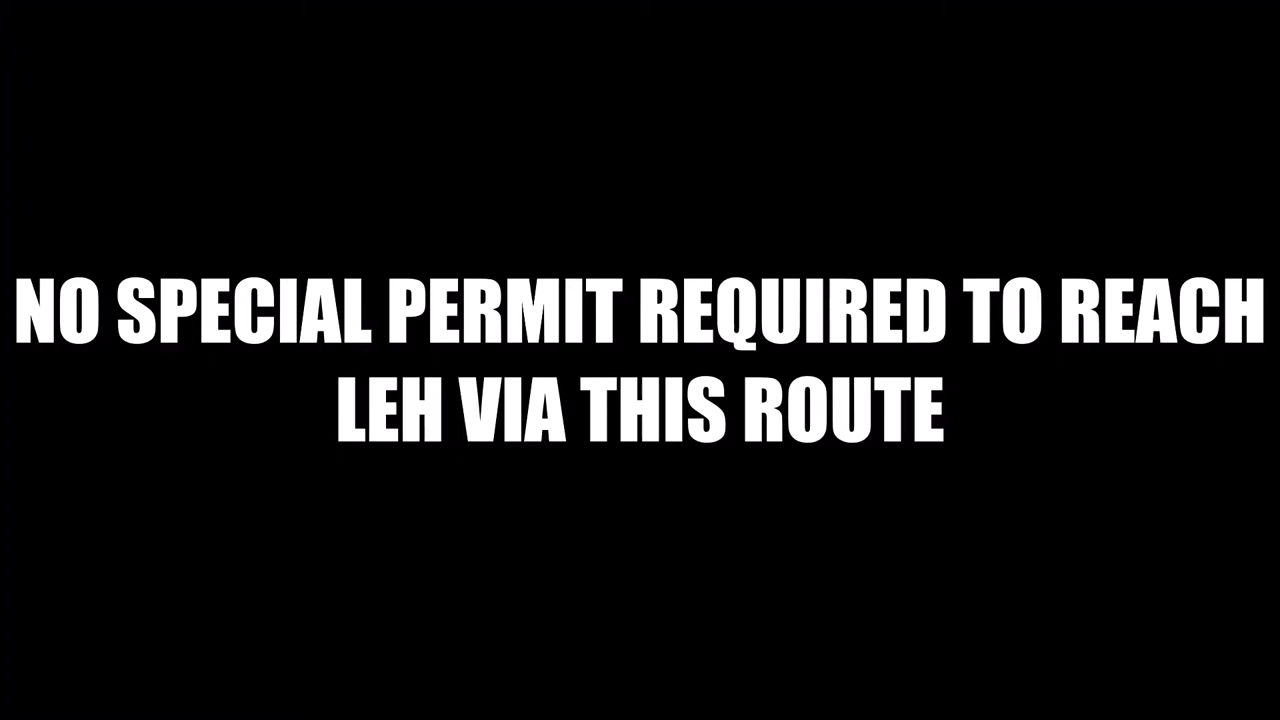 NO SPECIAL PERMIT REQUIRED TO REACH
LEH VIA THIS ROUTE